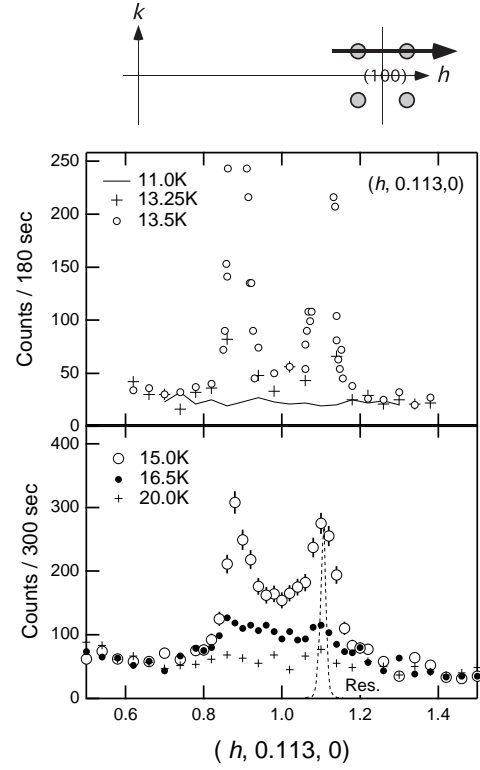 k
(100)
h
250
200
150
100
50
0
Counts / 180 sec
11.0K
13.25K
13.5K
(h, 0.113,0)
400
300
200
100
0
Counts / 300 sec
15.0K
16.5K
20.0K
Res.
0.6 0.8 1.0 1.2 1.4
( h, 0.113, 0)